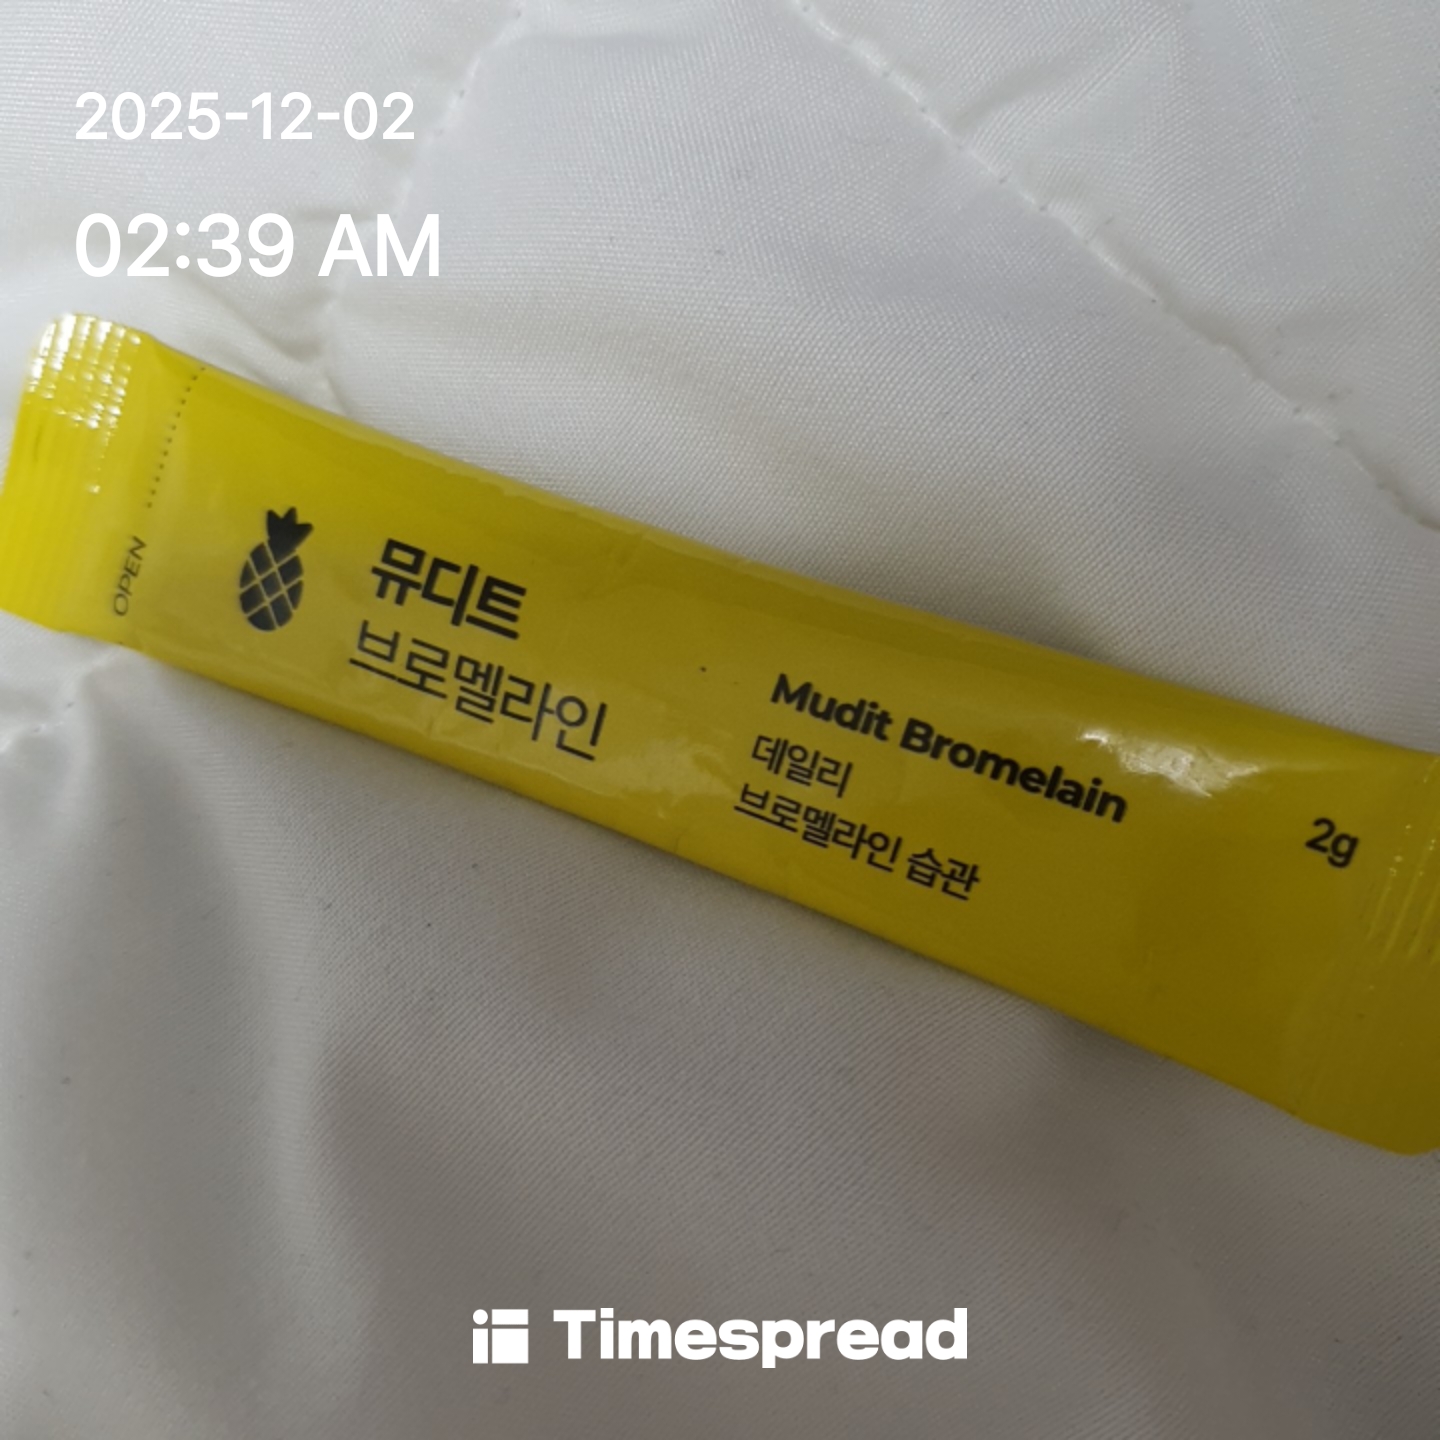 2025-12-02
02:39 AM
OPEN
뮤디트
브로멜라인
Mudit Bromelain
데일리
브로멜라인 습관
2g
Timespread